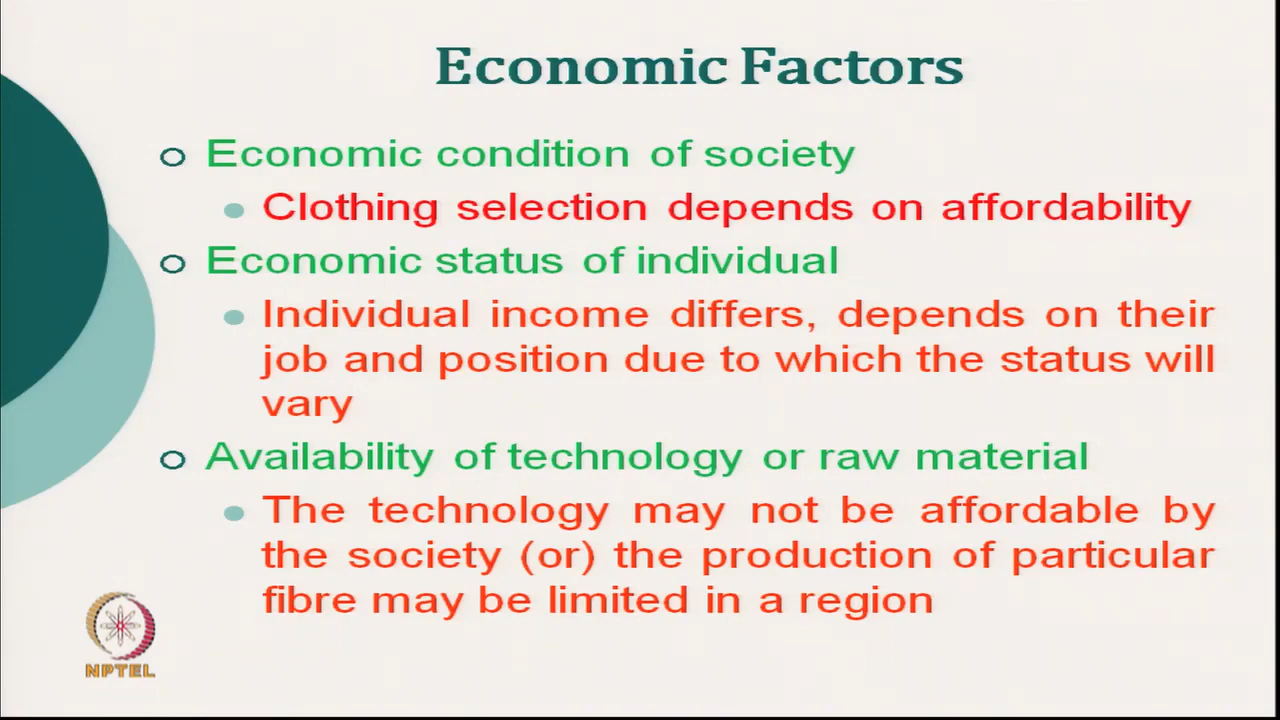 Economic Factors
Economic condition of society
Clothing selection depends on affordability
Economic status of individual
Individual income differs, depends on their
job and position due to which the status will
vary
Availability of technology or raw material
The technology may not be affordable by
the society (or) the production of particular
fibre may be limited in a region
NPTEL